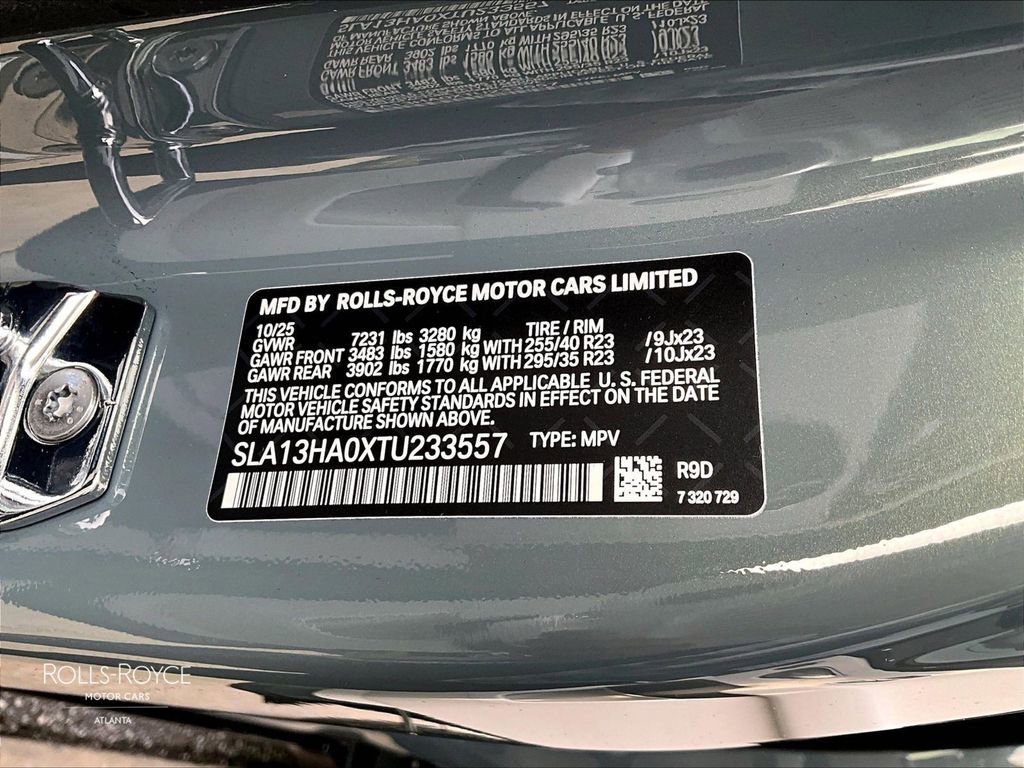 SLA13HA0XTU233557
MFD BY ROLLS-ROYCE MOTOR CARS LIMITED
10/25 TIRE / RIM
GVWR 7231 lbs 3280 kg
GAWR FRONT 3483 lbs 1580 kg WITH 255/40 R23 /9Jx23
GAWR REAR 3902 lbs 1770 kg WITH 295/35 R23 /10Jx23
THIS VEHICLE CONFORMS TO ALL APPLICABLE U. S. FEDERAL
MOTOR VEHICLE SAFETY STANDARDS IN EFFECT ON THE DATE
OF MANUFACTURE SHOWN ABOVE.
SLA13HA0XTU233557 TYPE: MPV
R9D
7 320 729
ROLLS-ROYCE
MOTOR CARS
ATLANTA